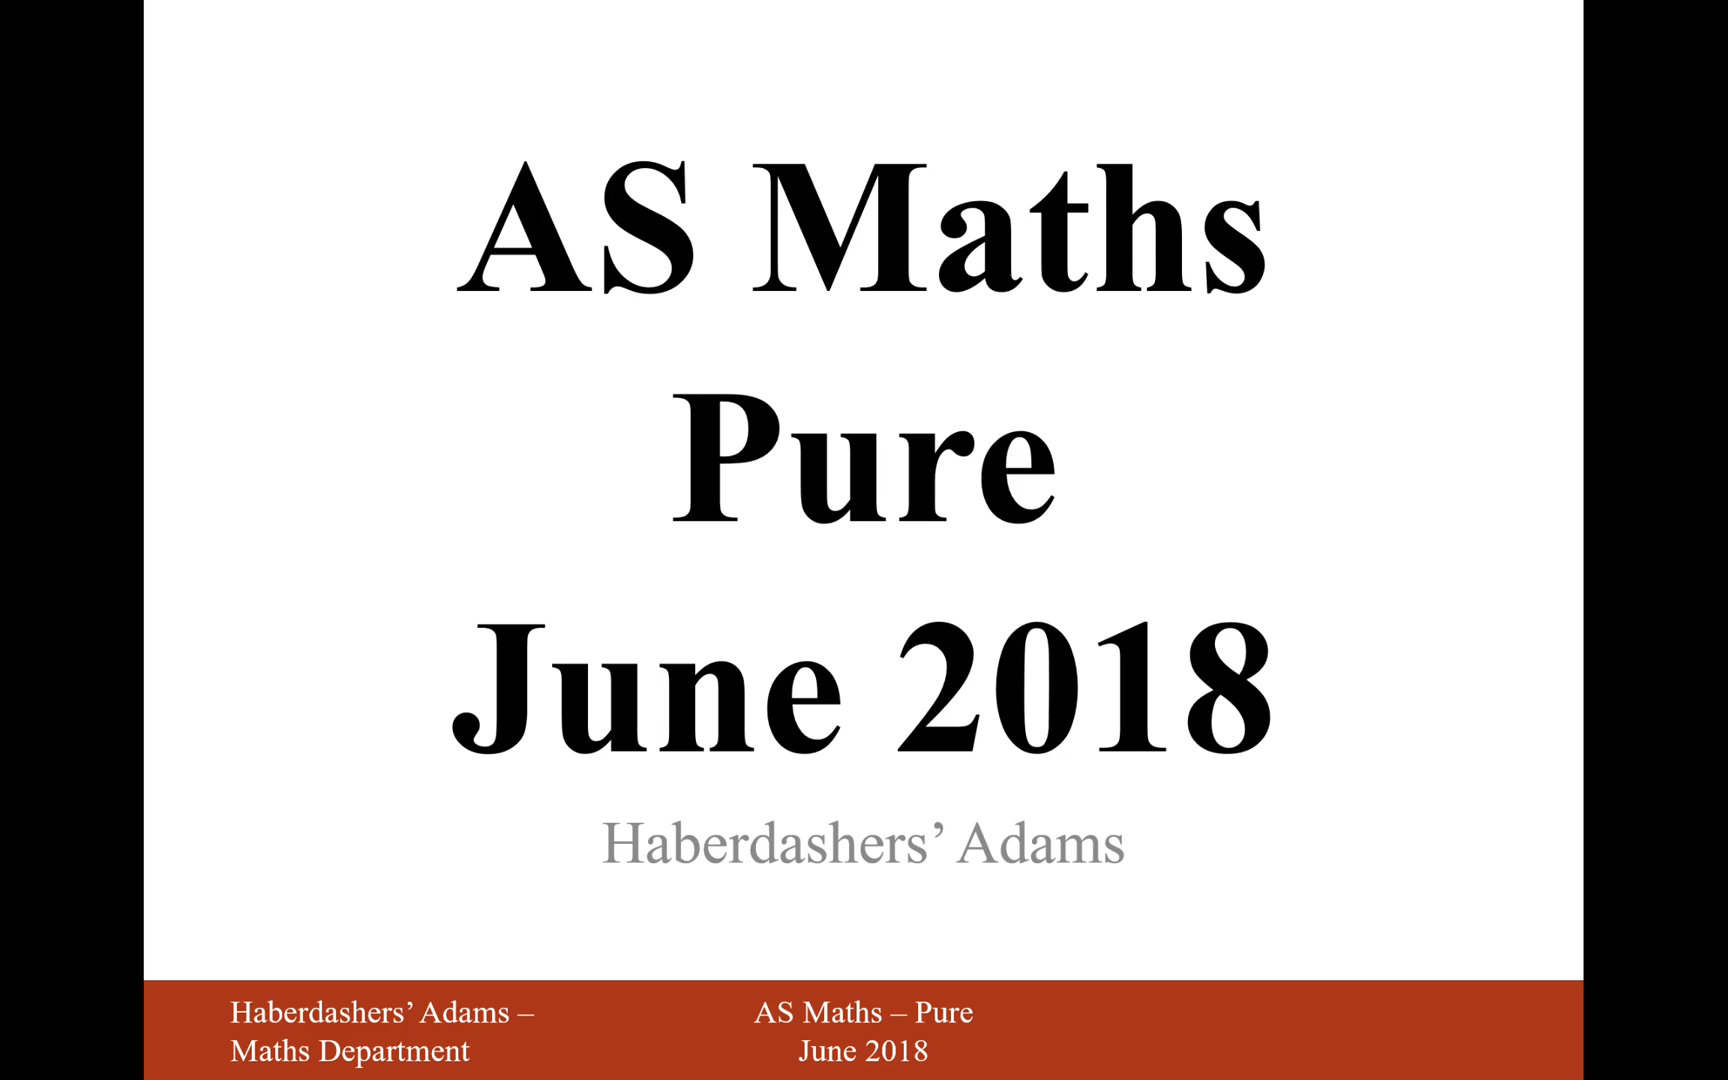 AS Maths
Pure
June 2018
Haberdashers’ Adams
Haberdashers’ Adams –
Maths Department
AS Maths – Pure
June 2018